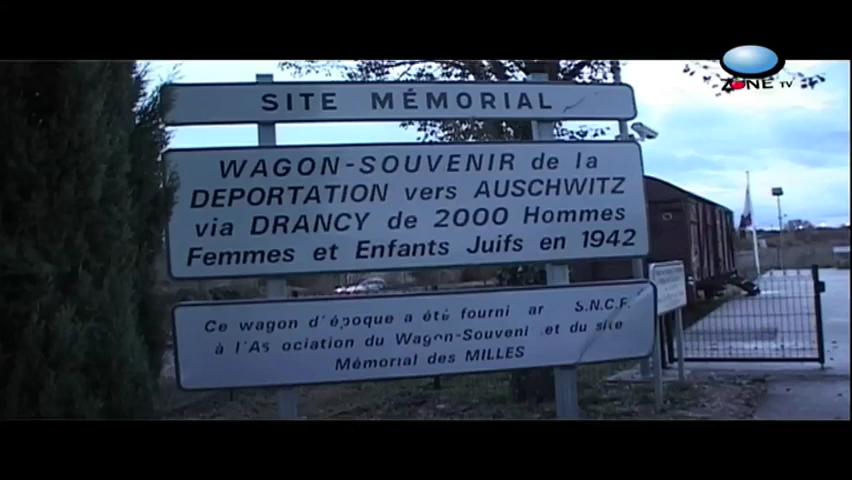 ZONE TV
SITE MÉMORIAL
WAGON-SOUVENIR de la
DEPORTATION vers AUSCHWITZ
via DRANCY de 2000 Hommes
Femmes et Enfants Juifs en 1942
Ce wagon d'époque a été fourni ar S.N.C.F.
à l'As ociation du Wagon-Souveni et du site
Mémorial des MILLES